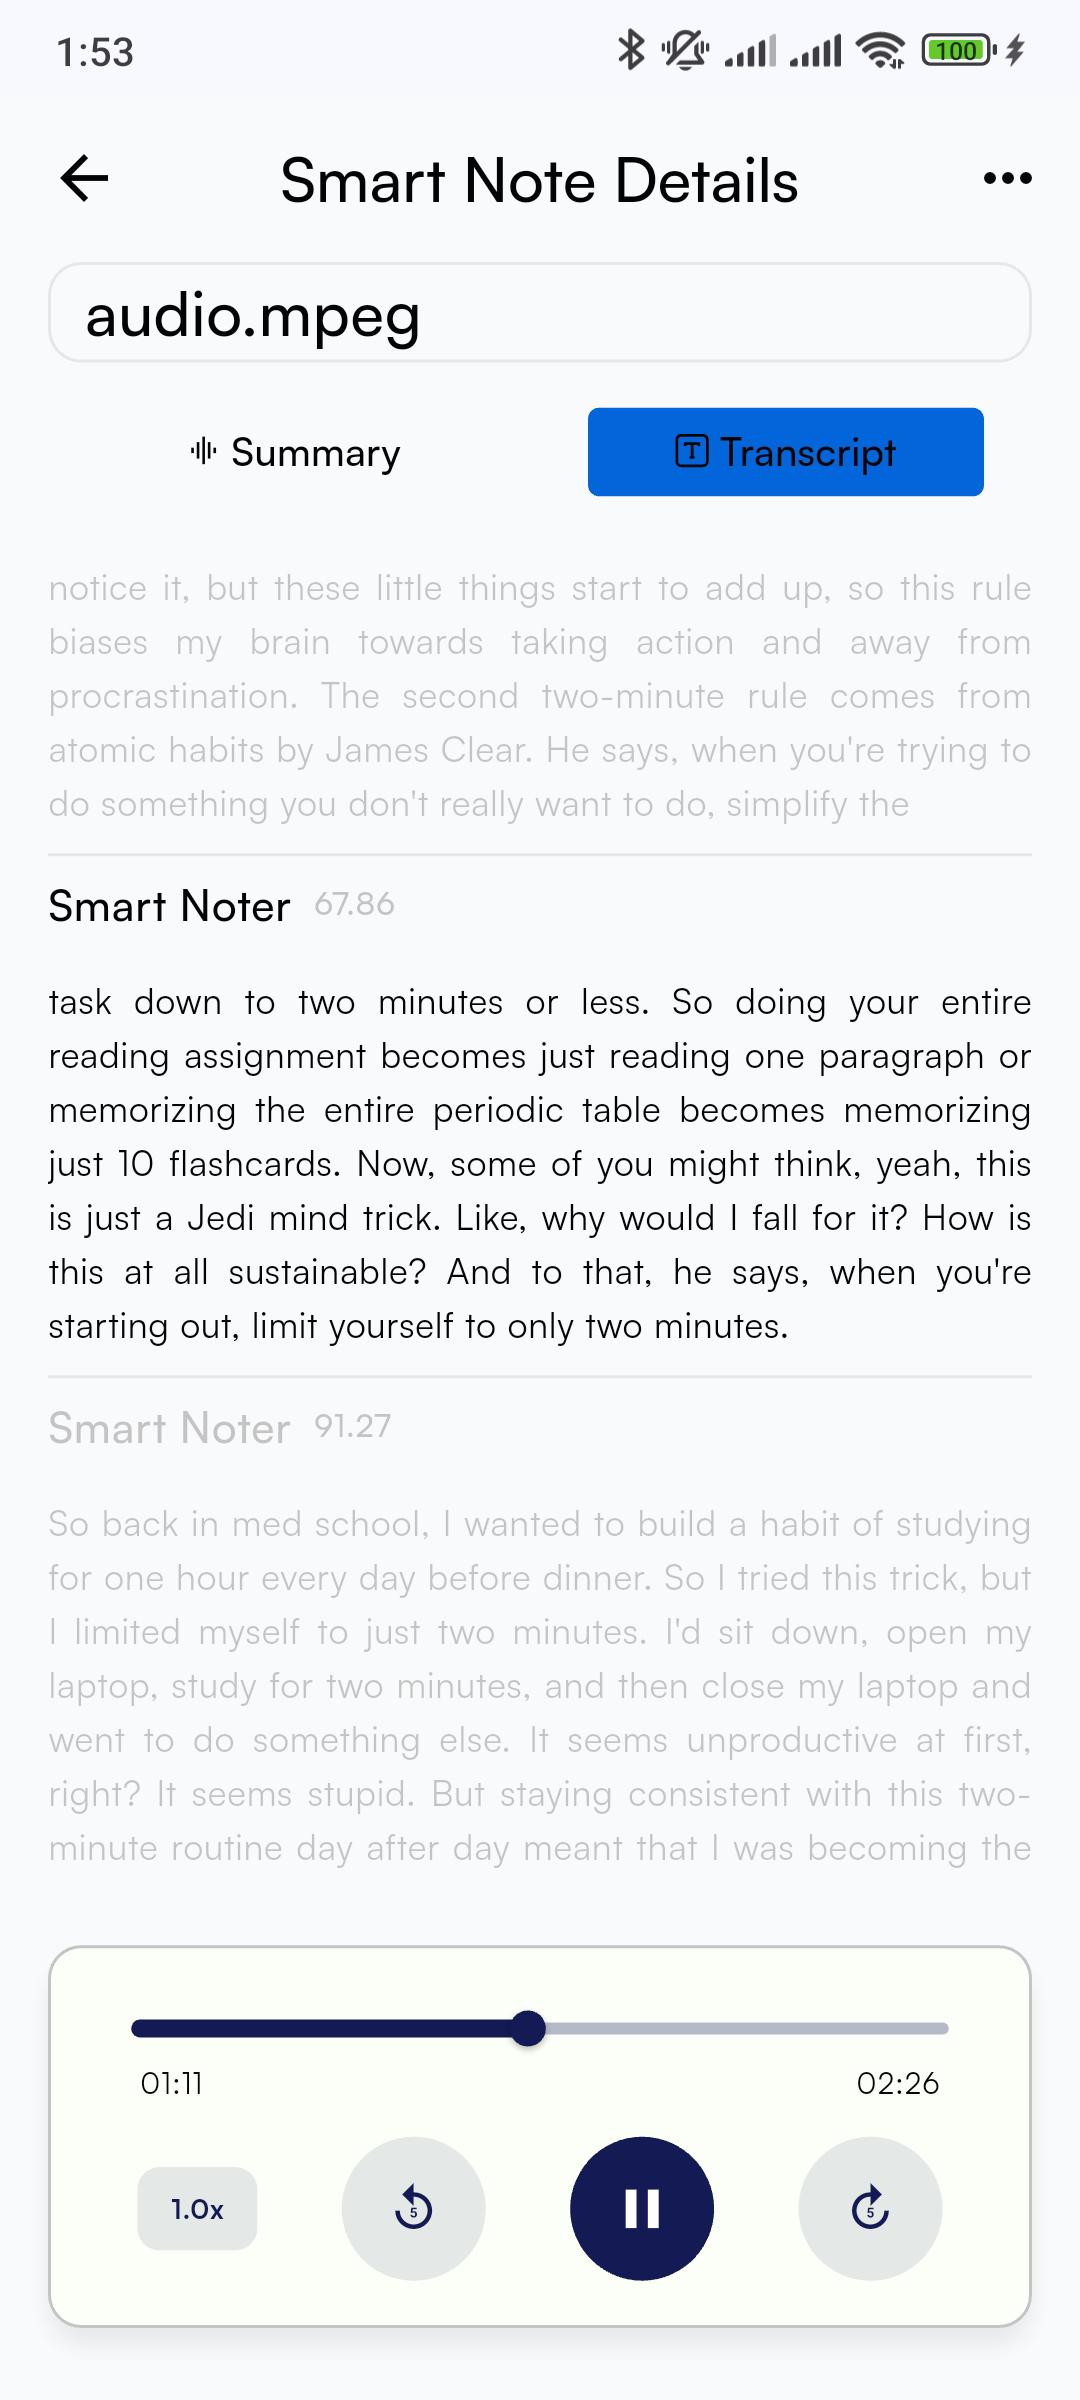 1:53
100
Smart Note Details
audio.mpeg
Summary
Transcript
notice it, but these little things start to add up, so this rule
biases my brain towards taking action and away from
procrastination. The second two-minute rule comes from
atomic habits by James Clear. He says, when you're trying to
do something you don't really want to do, simplify the
Smart Noter 67.86
task down to two minutes or less. So doing your entire
reading assignment becomes just reading one paragraph or
memorizing the entire periodic table becomes memorizing
just 10 flashcards. Now, some of you might think, yeah, this
is just a Jedi mind trick. Like, why would I fall for it? How is
this at all sustainable? And to that, he says, when you're
starting out, limit yourself to only two minutes.
Smart Noter 91.27
So back in med school, I wanted to build a habit of studying
for one hour every day before dinner. So I tried this trick, but
I limited myself to just two minutes. I'd sit down, open my
laptop, study for two minutes, and then close my laptop and
went to do something else. It seems unproductive at first,
right? It seems stupid. But staying consistent with this two-
minute routine day after day meant that I was becoming the
01:11
02:26
1.0x
5
5